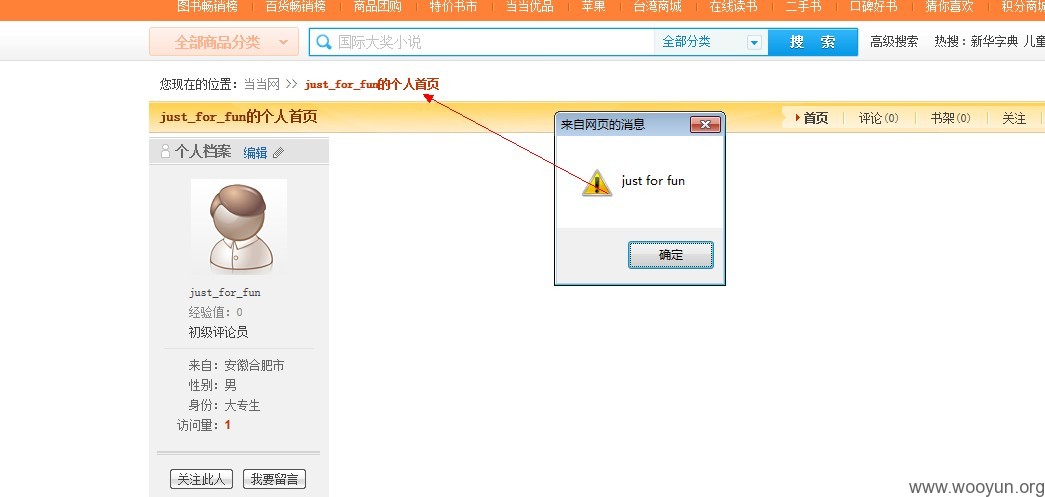 图书畅销榜 百货畅销榜 商品团购 特价书市 当当优品 苹果 台湾商城 在线读书 二手书 口碑好书 猜你喜欢 积分商
全部商品分类 国际大奖小说 全部分类 搜 索 高级搜索 热搜：新华字典 儿童
您现在的位置：当当网 >> just_for_fun的个人首页
just_for_fun的个人首页 首页 评论(0) 书架(0) 关注
来自网页的消息
个人档案 编辑
just for fun
确定
just_for_fun
经验值：0
初级评论员
来自：安徽合肥市
性别：男
身份：大专生
访问量：1
关注此人 我要留言
www.wooyun.org